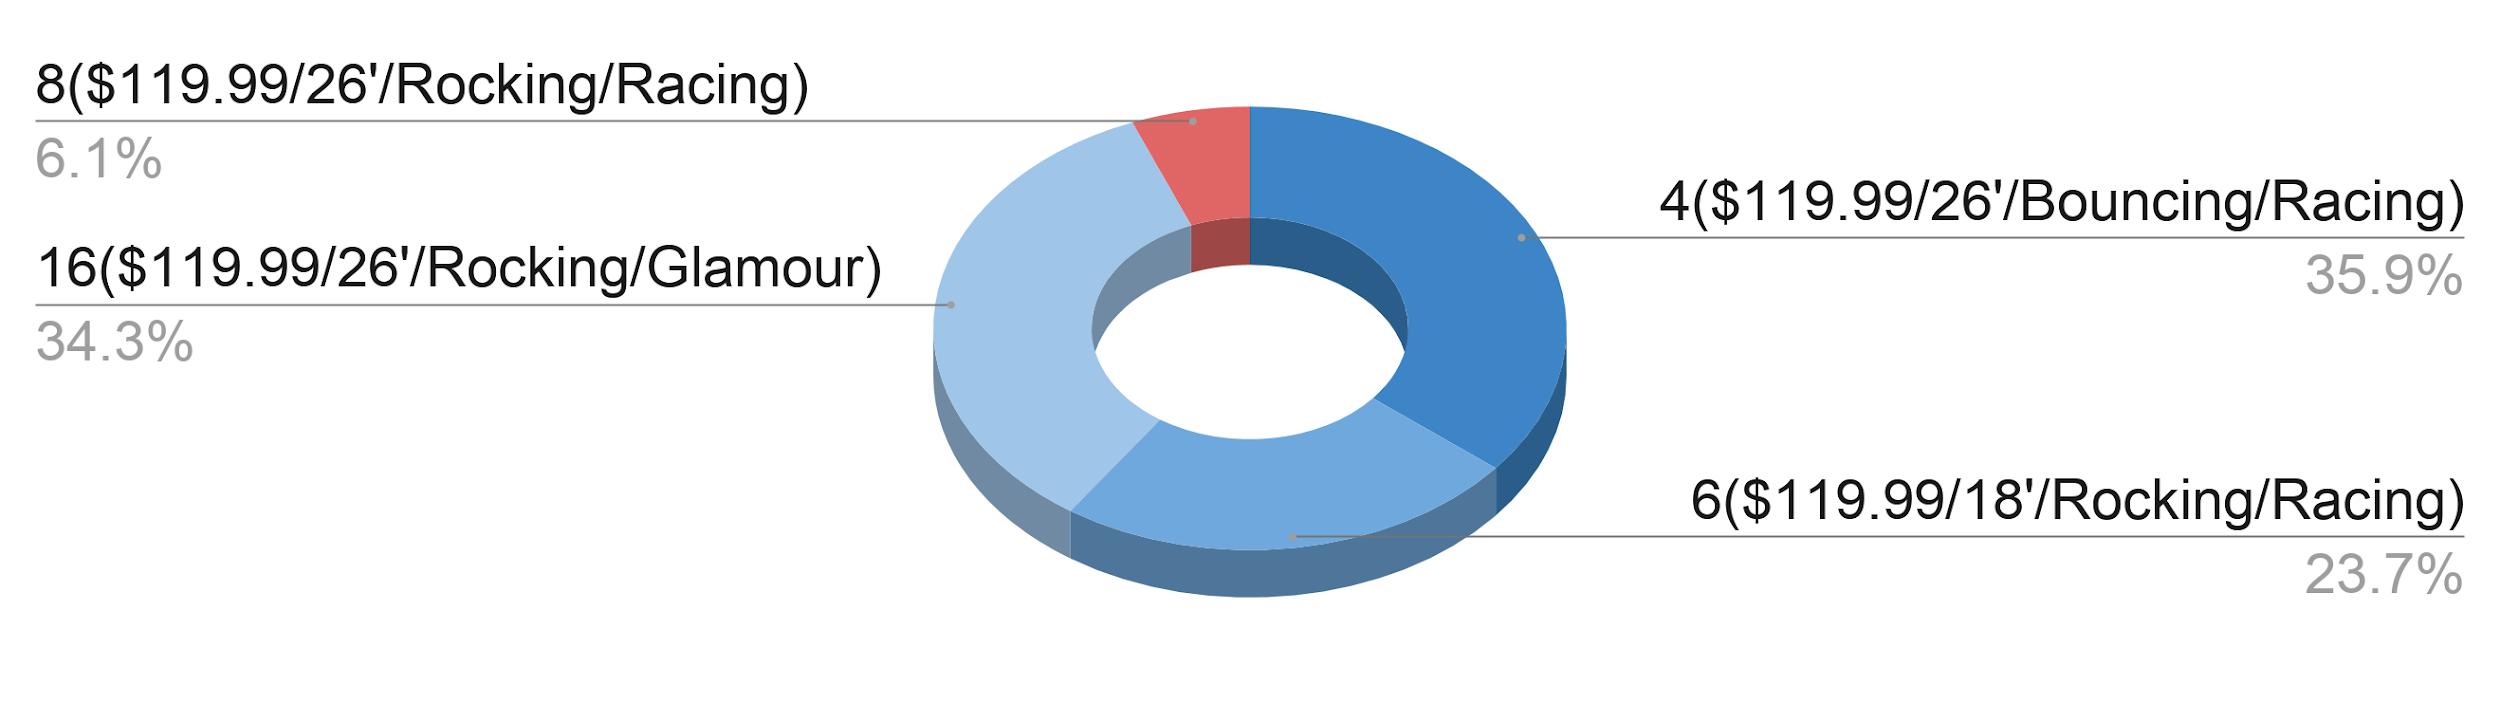 8($119.99/26'/Rocking/Racing)
6.1%
16($119.99/26'/Rocking/Glamour)
34.3%
4($119.99/26'/Bouncing/Racing)
35.9%
6($119.99/18'/Rocking/Racing)
23.7%